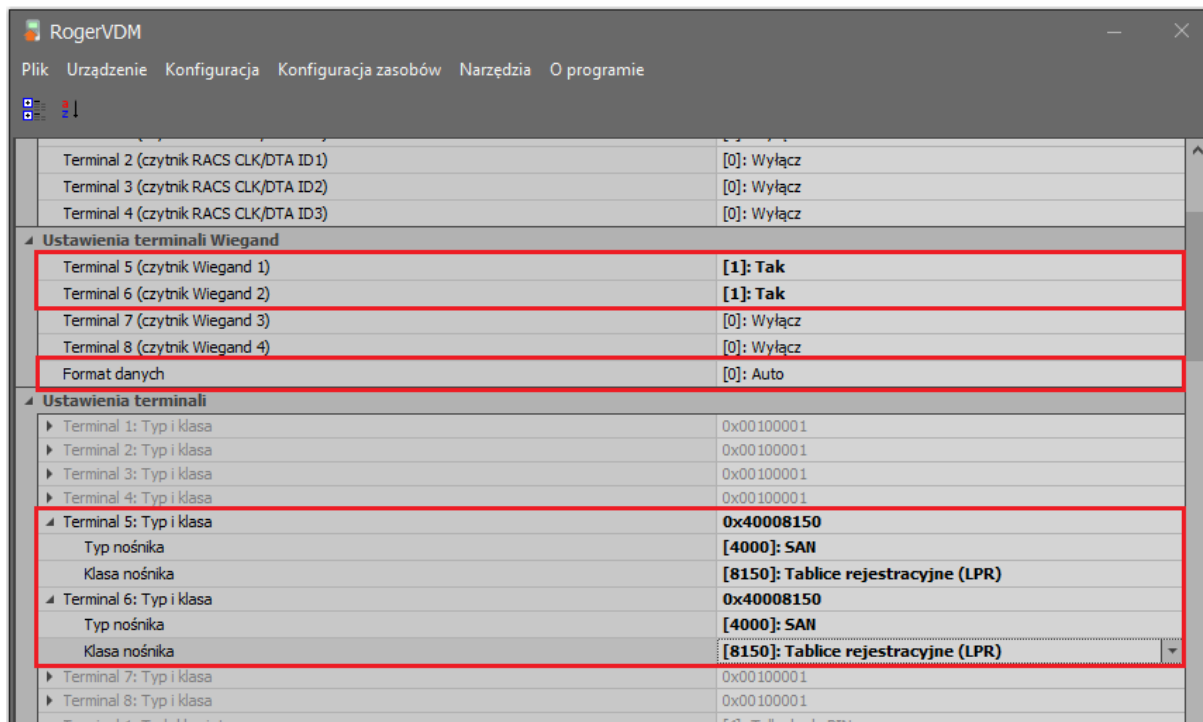 RogerVDM
Plik Urządzenie Konfiguracja Konfiguracja zasobów Narzędzia O programie
Terminal 2 (czytnik RACS CLK/DTA ID1) [0]: Wyłącz
Terminal 3 (czytnik RACS CLK/DTA ID2) [0]: Wyłącz
Terminal 4 (czytnik RACS CLK/DTA ID3) [0]: Wyłącz
Ustawienia terminali Wiegand
Terminal 5 (czytnik Wiegand 1) [1]: Tak
Terminal 6 (czytnik Wiegand 2) [1]: Tak
Terminal 7 (czytnik Wiegand 3) [0]: Wyłącz
Terminal 8 (czytnik Wiegand 4) [0]: Wyłącz
Format danych [0]: Auto
Ustawienia terminali
Terminal 1: Typ i klasa 0x00100001
Terminal 2: Typ i klasa 0x00100001
Terminal 3: Typ i klasa 0x00100001
Terminal 4: Typ i klasa 0x00100001
Terminal 5: Typ i klasa 0x40008150
Typ nośnika [4000]: SAN
Klasa nośnika [8150]: Tablice rejestracyjne (LPR)
Terminal 6: Typ i klasa 0x40008150
Typ nośnika [4000]: SAN
Klasa nośnika [8150]: Tablice rejestracyjne (LPR)
Terminal 7: Typ i klasa 0x00100001
Terminal 8: Typ i klasa 0x00100001